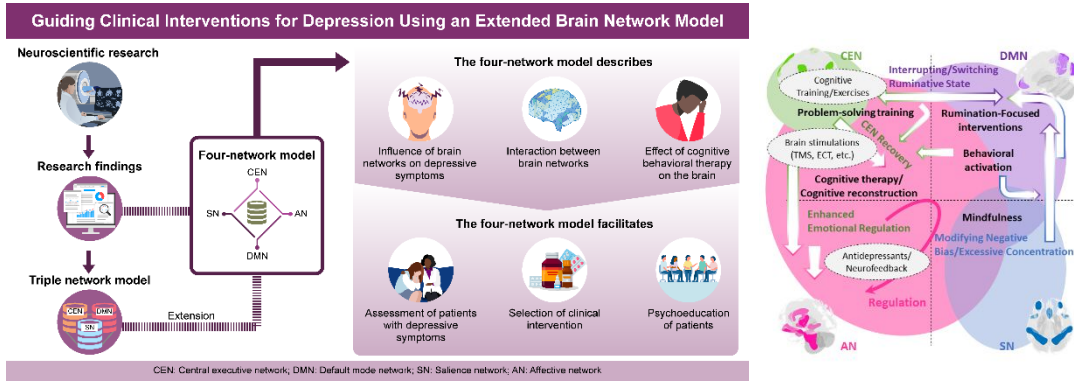 Guiding Clinical Interventions for Depression Using an Extended Brain Network Model
Neuroscientific research
Research findings
Triple network model
CEN
DMN
SN
Extension
Four-network model
CEN
SN
AN
DMN
The four-network model describes
Influence of brain
networks on depressive
symptoms
Interaction between
brain networks
Effect of cognitive
behavioral therapy
on the brain
The four-network model facilitates
Assessment of patients
with depressive
symptoms
Selection of clinical
intervention
Psychoeducation
of patients
CEN: Central executive network; DMN: Default mode network; SN: Salience network; AN: Affective network
CEN
DMN
Cognitive
Training/Exercises
Interrupting/Switching
Ruminative State
Problem-solving training
Rumination-Focused
interventions
CEN Recovery
Brain stimulations
(TMS, ECT, etc.)
Behavioral
activation
Cognitive therapy/
Cognitive reconstruction
Enhanced
Emotional Regulation
Mindfulness
Modifying Negative
Bias/Excessive Concentration
Antidepressants/
Neurofeedback
Regulation
AN
SN